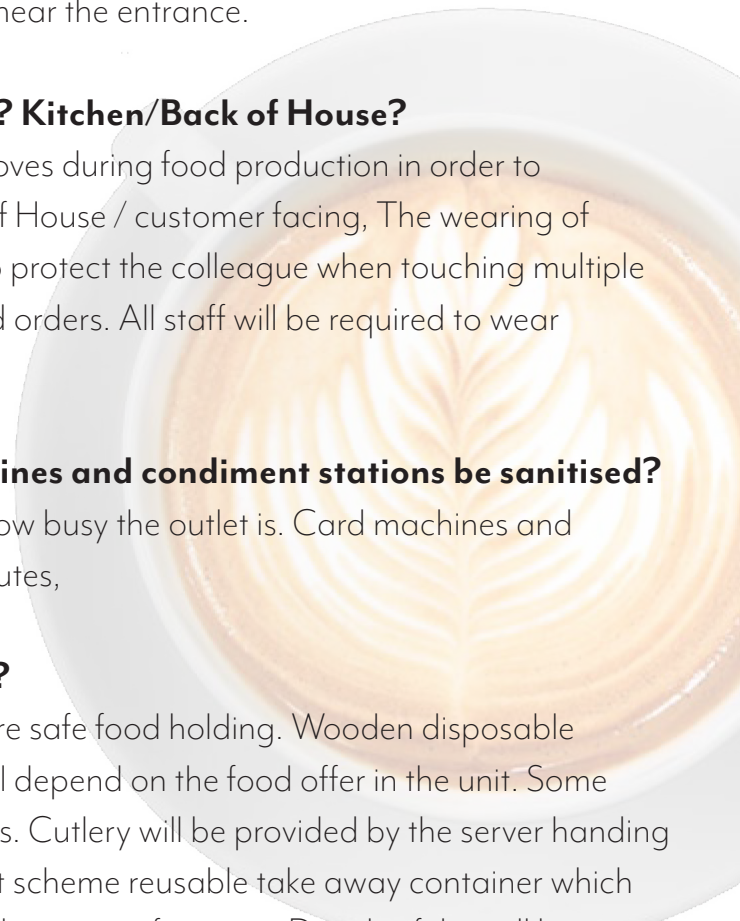 near the entrance.
? Kitchen/Back of House?
oves during food production in order to
f House / customer facing, The wearing of
protect the colleague when touching multiple
d orders. All staff will be required to wear
ines and condiment stations be sanitised?
ow busy the outlet is. Card machines and
utes,
?
re safe food holding. Wooden disposable
l depend on the food offer in the unit. Some
s. Cutlery will be provided by the server handing
t scheme reusable take away container which